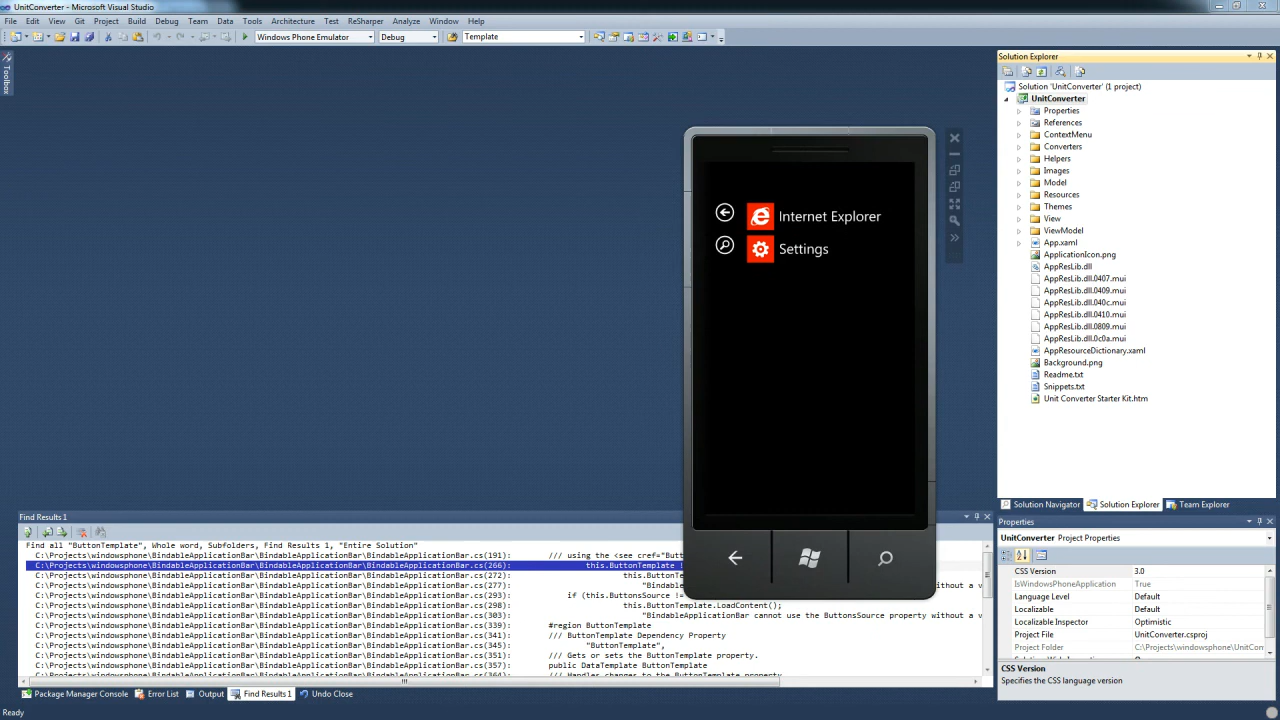 UnitConverter - Microsoft Visual Studio
File Edit View Git Project Build Debug Team Data Tools Architecture Test ReSharper Analyze Window Help
Windows Phone Emulator Debug Template
Toolbox
Solution Explorer
Solution 'UnitConverter' (1 project)
UnitConverter
Properties
References
ContextMenu
Converters
Helpers
Images
Model
Resources
Themes
View
ViewModel
App.xaml
ApplicationIcon.png
AppResLib.dll
AppResLib.dll.0407.mui
AppResLib.dll.0409.mui
AppResLib.dll.040c.mui
AppResLib.dll.0410.mui
AppResLib.dll.0809.mui
AppResLib.dll.0c0a.mui
AppResourceDictionary.xaml
Background.png
Readme.txt
Snippets.txt
Unit Converter Starter Kit.htm
Solution Navigator Solution Explorer Team Explorer
Internet Explorer
Settings
Find Results 1
Find all "ButtonTemplate", Whole word, Subfolders, Find Results 1, "Entire Solution"
C:\Projects\windowsphone\BindableApplicationBar\BindableApplicationBar.cs(191): /// using the <see cref="Butt
C:\Projects\windowsphone\BindableApplicationBar\BindableApplicationBar.cs(266): this.ButtonTemplate !
C:\Projects\windowsphone\BindableApplicationBar\BindableApplicationBar.cs(272): this.ButtonTe
C:\Projects\windowsphone\BindableApplicationBar\BindableApplicationBar.cs(277): "BindableApplicat ithout a v
C:\Projects\windowsphone\BindableApplicationBar\BindableApplicationBar.cs(293): if (this.ButtonsSource !=
C:\Projects\windowsphone\BindableApplicationBar\BindableApplicationBar.cs(298): this.ButtonTemplate.LoadContent();
C:\Projects\windowsphone\BindableApplicationBar\BindableApplicationBar.cs(303): "BindableApplicationBar cannot use the ButtonsSource property without a v
C:\Projects\windowsphone\BindableApplicationBar\BindableApplicationBar.cs(339): #region ButtonTemplate
C:\Projects\windowsphone\BindableApplicationBar\BindableApplicationBar.cs(341): /// ButtonTemplate Dependency Property
C:\Projects\windowsphone\BindableApplicationBar\BindableApplicationBar.cs(345): "ButtonTemplate",
C:\Projects\windowsphone\BindableApplicationBar\BindableApplicationBar.cs(351): /// Gets or sets the ButtonTemplate property.
C:\Projects\windowsphone\BindableApplicationBar\BindableApplicationBar.cs(357): public DataTemplate ButtonTemplate
C:\Projects\windowsphone\BindableApplicationBar\BindableApplicationBar.cs(364): /// Handles changes to the ButtonTemplate property
Package Manager Console Error List Output Find Results 1 Undo Close
Properties
UnitConverter Project Properties
CSS Version 3.0
IsWindowsPhoneApplication True
Language Level Default
Localizable Default
Localizable Inspector Optimistic
Project File UnitConverter.csproj
Project Folder C:\Projects\windowsphone\UnitCon
CSS Version
Specifies the CSS language version
Ready